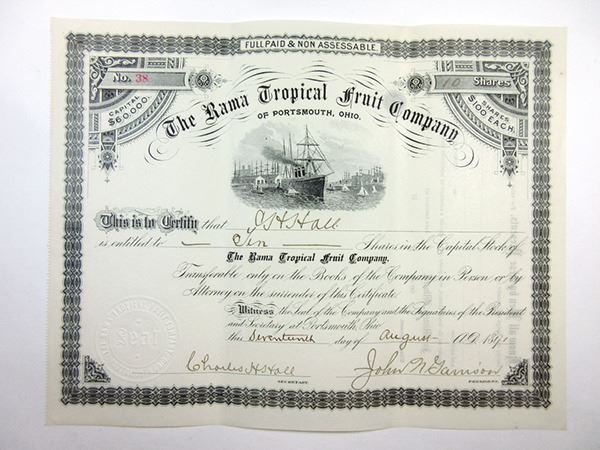 FULL PAID & NON ASSESSABLE.
No. 38
10 Shares
CAPITAL $60,000.
SHARES $100 EACH.
The Rama Tropical Fruit Company
OF PORTSMOUTH, OHIO.
This is to Certify that C H Hall
is entitled to Ten Shares in the Capital Stock of
The Rama Tropical Fruit Company.
Transferable only on the Books of the Company in Person or by
Attorney on the surrender of this Certificate.
Witness the Seal of the Company and the Signatures of the President
and Secretary at Portsmouth, Ohio
this Seventeenth day of August A.D. 189
Charles H Hall
SECRETARY.
John N Garrison
PRESIDENT.
Seal